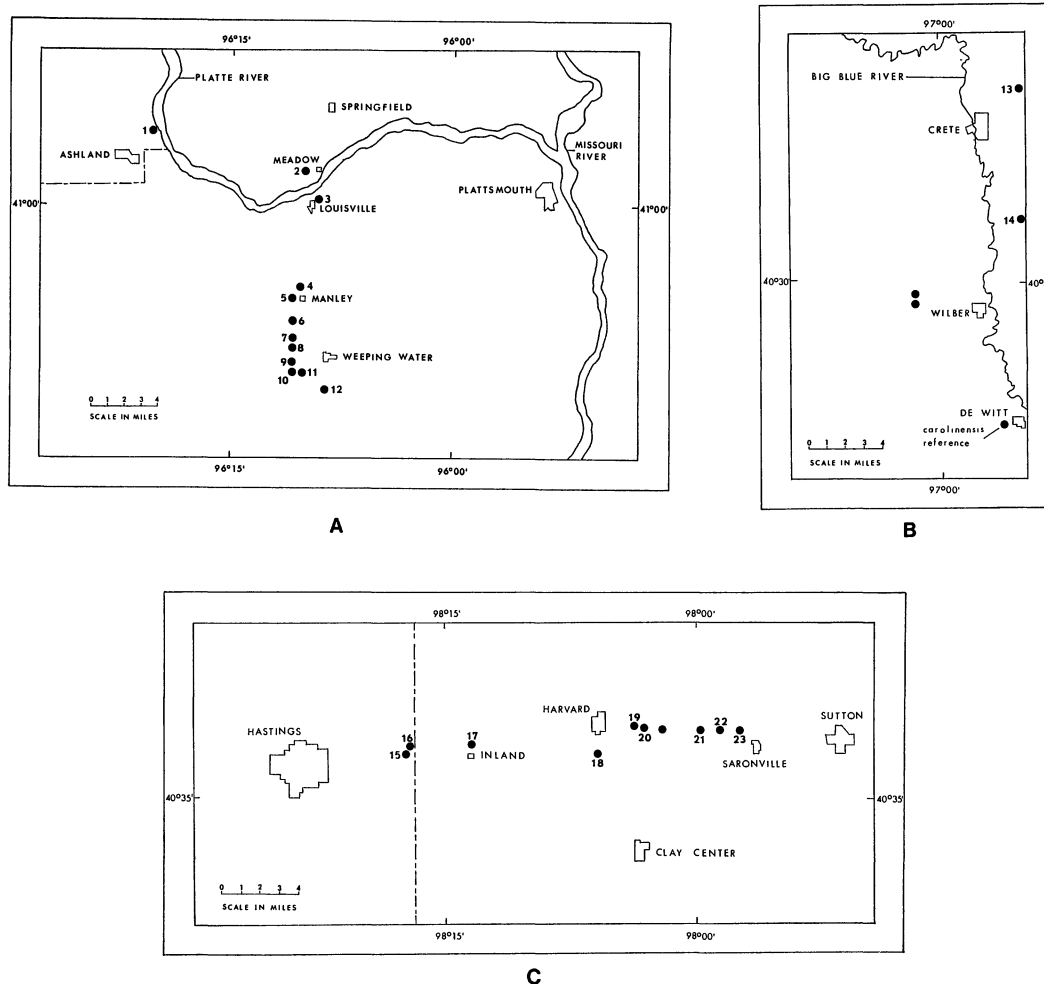 96°15'
96°00'
PLATTE RIVER
SPRINGFIELD
1
ASHLAND
MEADOW
2
MISSOURI
RIVER
3
LOUISVILLE
PLATTSMOUTH
41°00'
41°00'
4
5
MANLEY
6
7
8
WEEPING WATER
9
10
11
12
0 1 2 3 4
SCALE IN MILES
96°15'
96°00'
A
97°00'
BIG BLUE RIVER
13
CRETE
14
40°30'
WILBER
DE WITT
carolinensis
reference
0 1 2 3 4
SCALE IN MILES
97°00'
B
98°15'
98°00'
HASTINGS
16
15
17
INLAND
HARVARD
18
19
20
21
22
23
SARONVILLE
SUTTON
40°35'
40°35'
CLAY CENTER
0 1 2 3 4
SCALE IN MILES
98°15'
98°00'
C